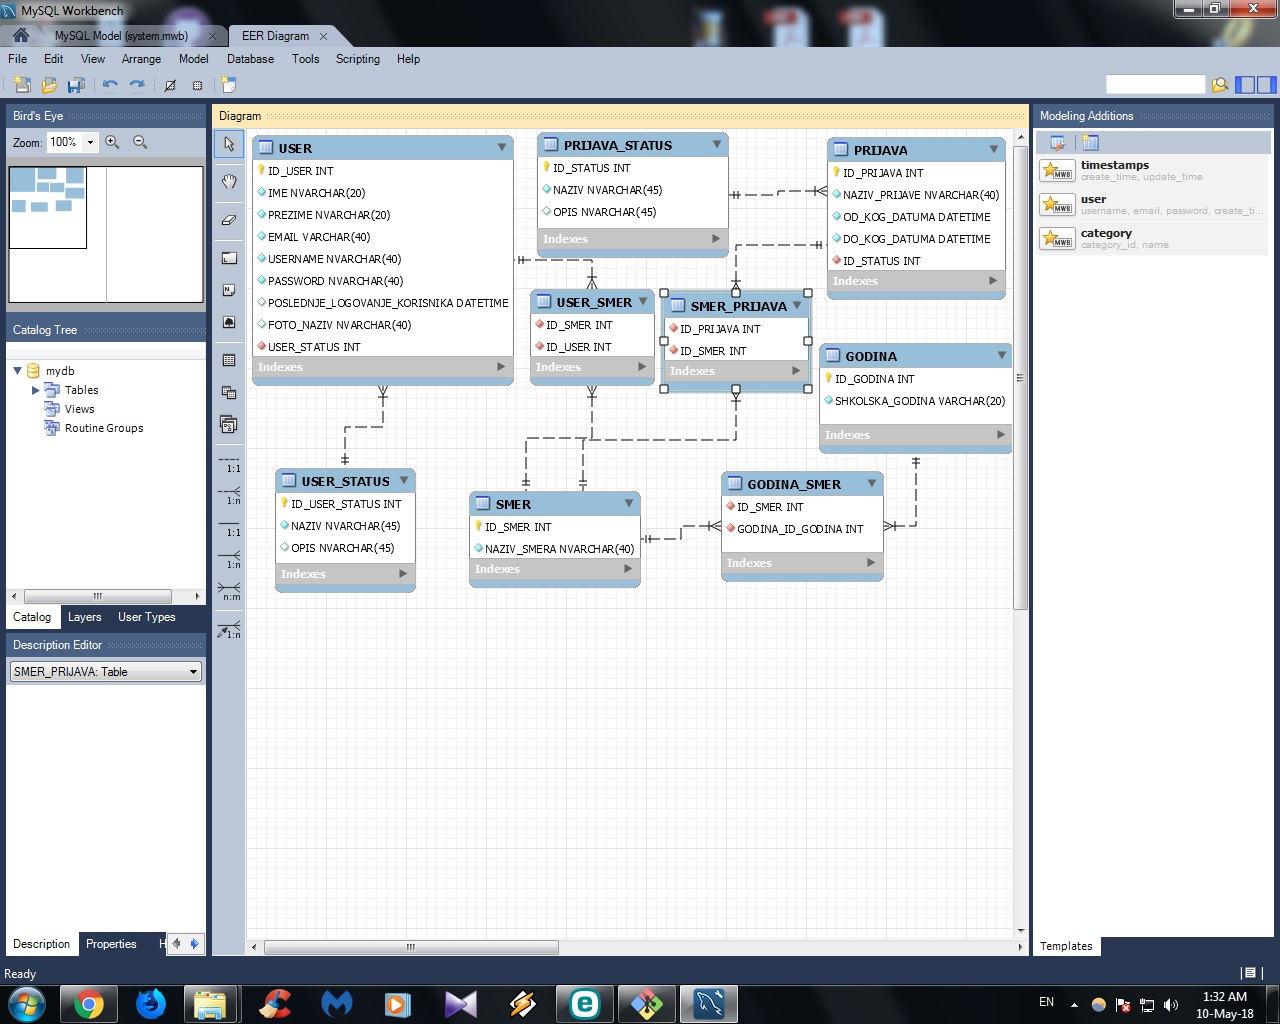 MySQL Workbench
MySQL Model (system.mwb)
EER Diagram
File Edit View Arrange Model Database Tools Scripting Help
Bird's Eye
Zoom: 100%
Catalog Tree
mydb
Tables
Views
Routine Groups
Catalog Layers User Types
Description Editor
SMER_PRIJAVA: Table
Description Properties H
Diagram
1:1
1:n
1:1
1:n
n:m
1:n
USER
ID_USER INT
IME NVARCHAR(20)
PREZIME NVARCHAR(20)
EMAIL VARCHAR(40)
USERNAME NVARCHAR(40)
PASSWORD NVARCHAR(40)
POSLEDNJE_LOGOVANJE_KORISNIKA DATETIME
FOTO_NAZIV NVARCHAR(40)
USER_STATUS INT
Indexes
PRIJAVA_STATUS
ID_STATUS INT
NAZIV NVARCHAR(45)
OPIS NVARCHAR(45)
Indexes
PRIJAVA
ID_PRIJAVA INT
NAZIV_PRIJAVE NVARCHAR(40)
OD_KOG_DATUMA DATETIME
DO_KOG_DATUMA DATETIME
ID_STATUS INT
Indexes
USER_SMER
ID_SMER INT
ID_USER INT
Indexes
SMER_PRIJAVA
ID_PRIJAVA INT
ID_SMER INT
Indexes
GODINA
ID_GODINA INT
SHKOLSKA_GODINA VARCHAR(20)
Indexes
USER_STATUS
ID_USER_STATUS INT
NAZIV NVARCHAR(45)
OPIS NVARCHAR(45)
Indexes
SMER
ID_SMER INT
NAZIV_SMERA NVARCHAR(40)
Indexes
GODINA_SMER
ID_SMER INT
GODINA_ID_GODINA INT
Indexes
Modeling Additions
MWB
timestamps
create_time, update_time
MWB
user
username, email, password, create_ti...
MWB
category
category_id, name
Templates
Ready
EN
1:32 AM
10-May-18